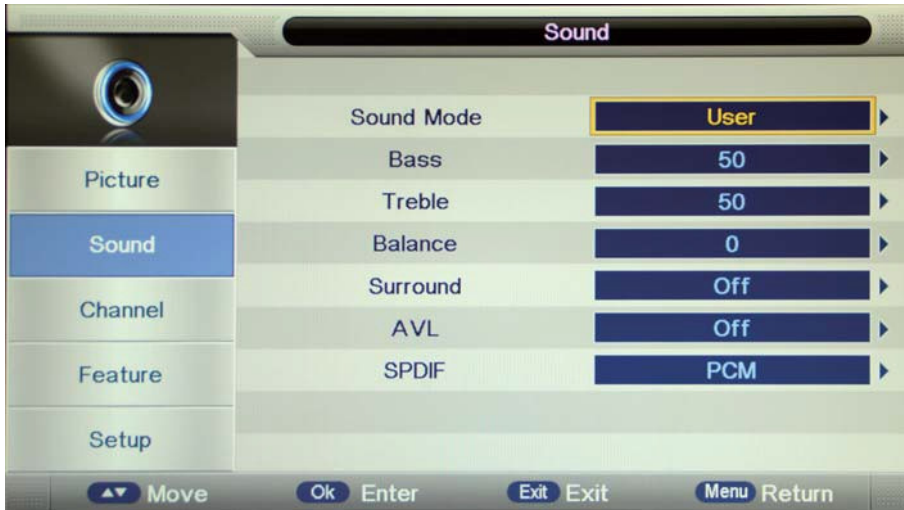 Sound
Sound Mode User
Bass 50
Picture
Treble 50
Sound
Balance 0
Surround Off
Channel
AVL Off
Feature
SPDIF PCM
Setup
Move Ok Enter Exit Exit Menu Return